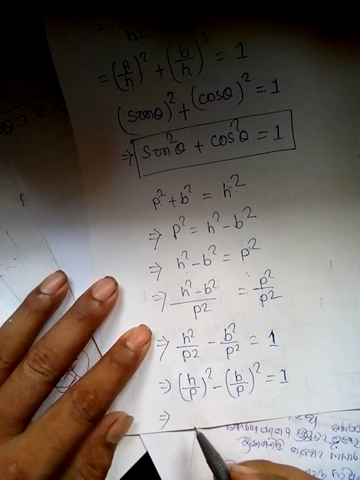 h²
= (p/h)² + (b/h)² = 1
(sinθ)² + (cosθ)² = 1
⇒ sin²θ + cos²θ = 1
p² + b² = h²
⇒ p² = h² - b²
⇒ h² - b² = p²
⇒ (h² - b²)/p² = p²/p²
⇒ h²/p² - b²/p² = 1
⇒ (h/p)² - (b/p)² = 1
⇒